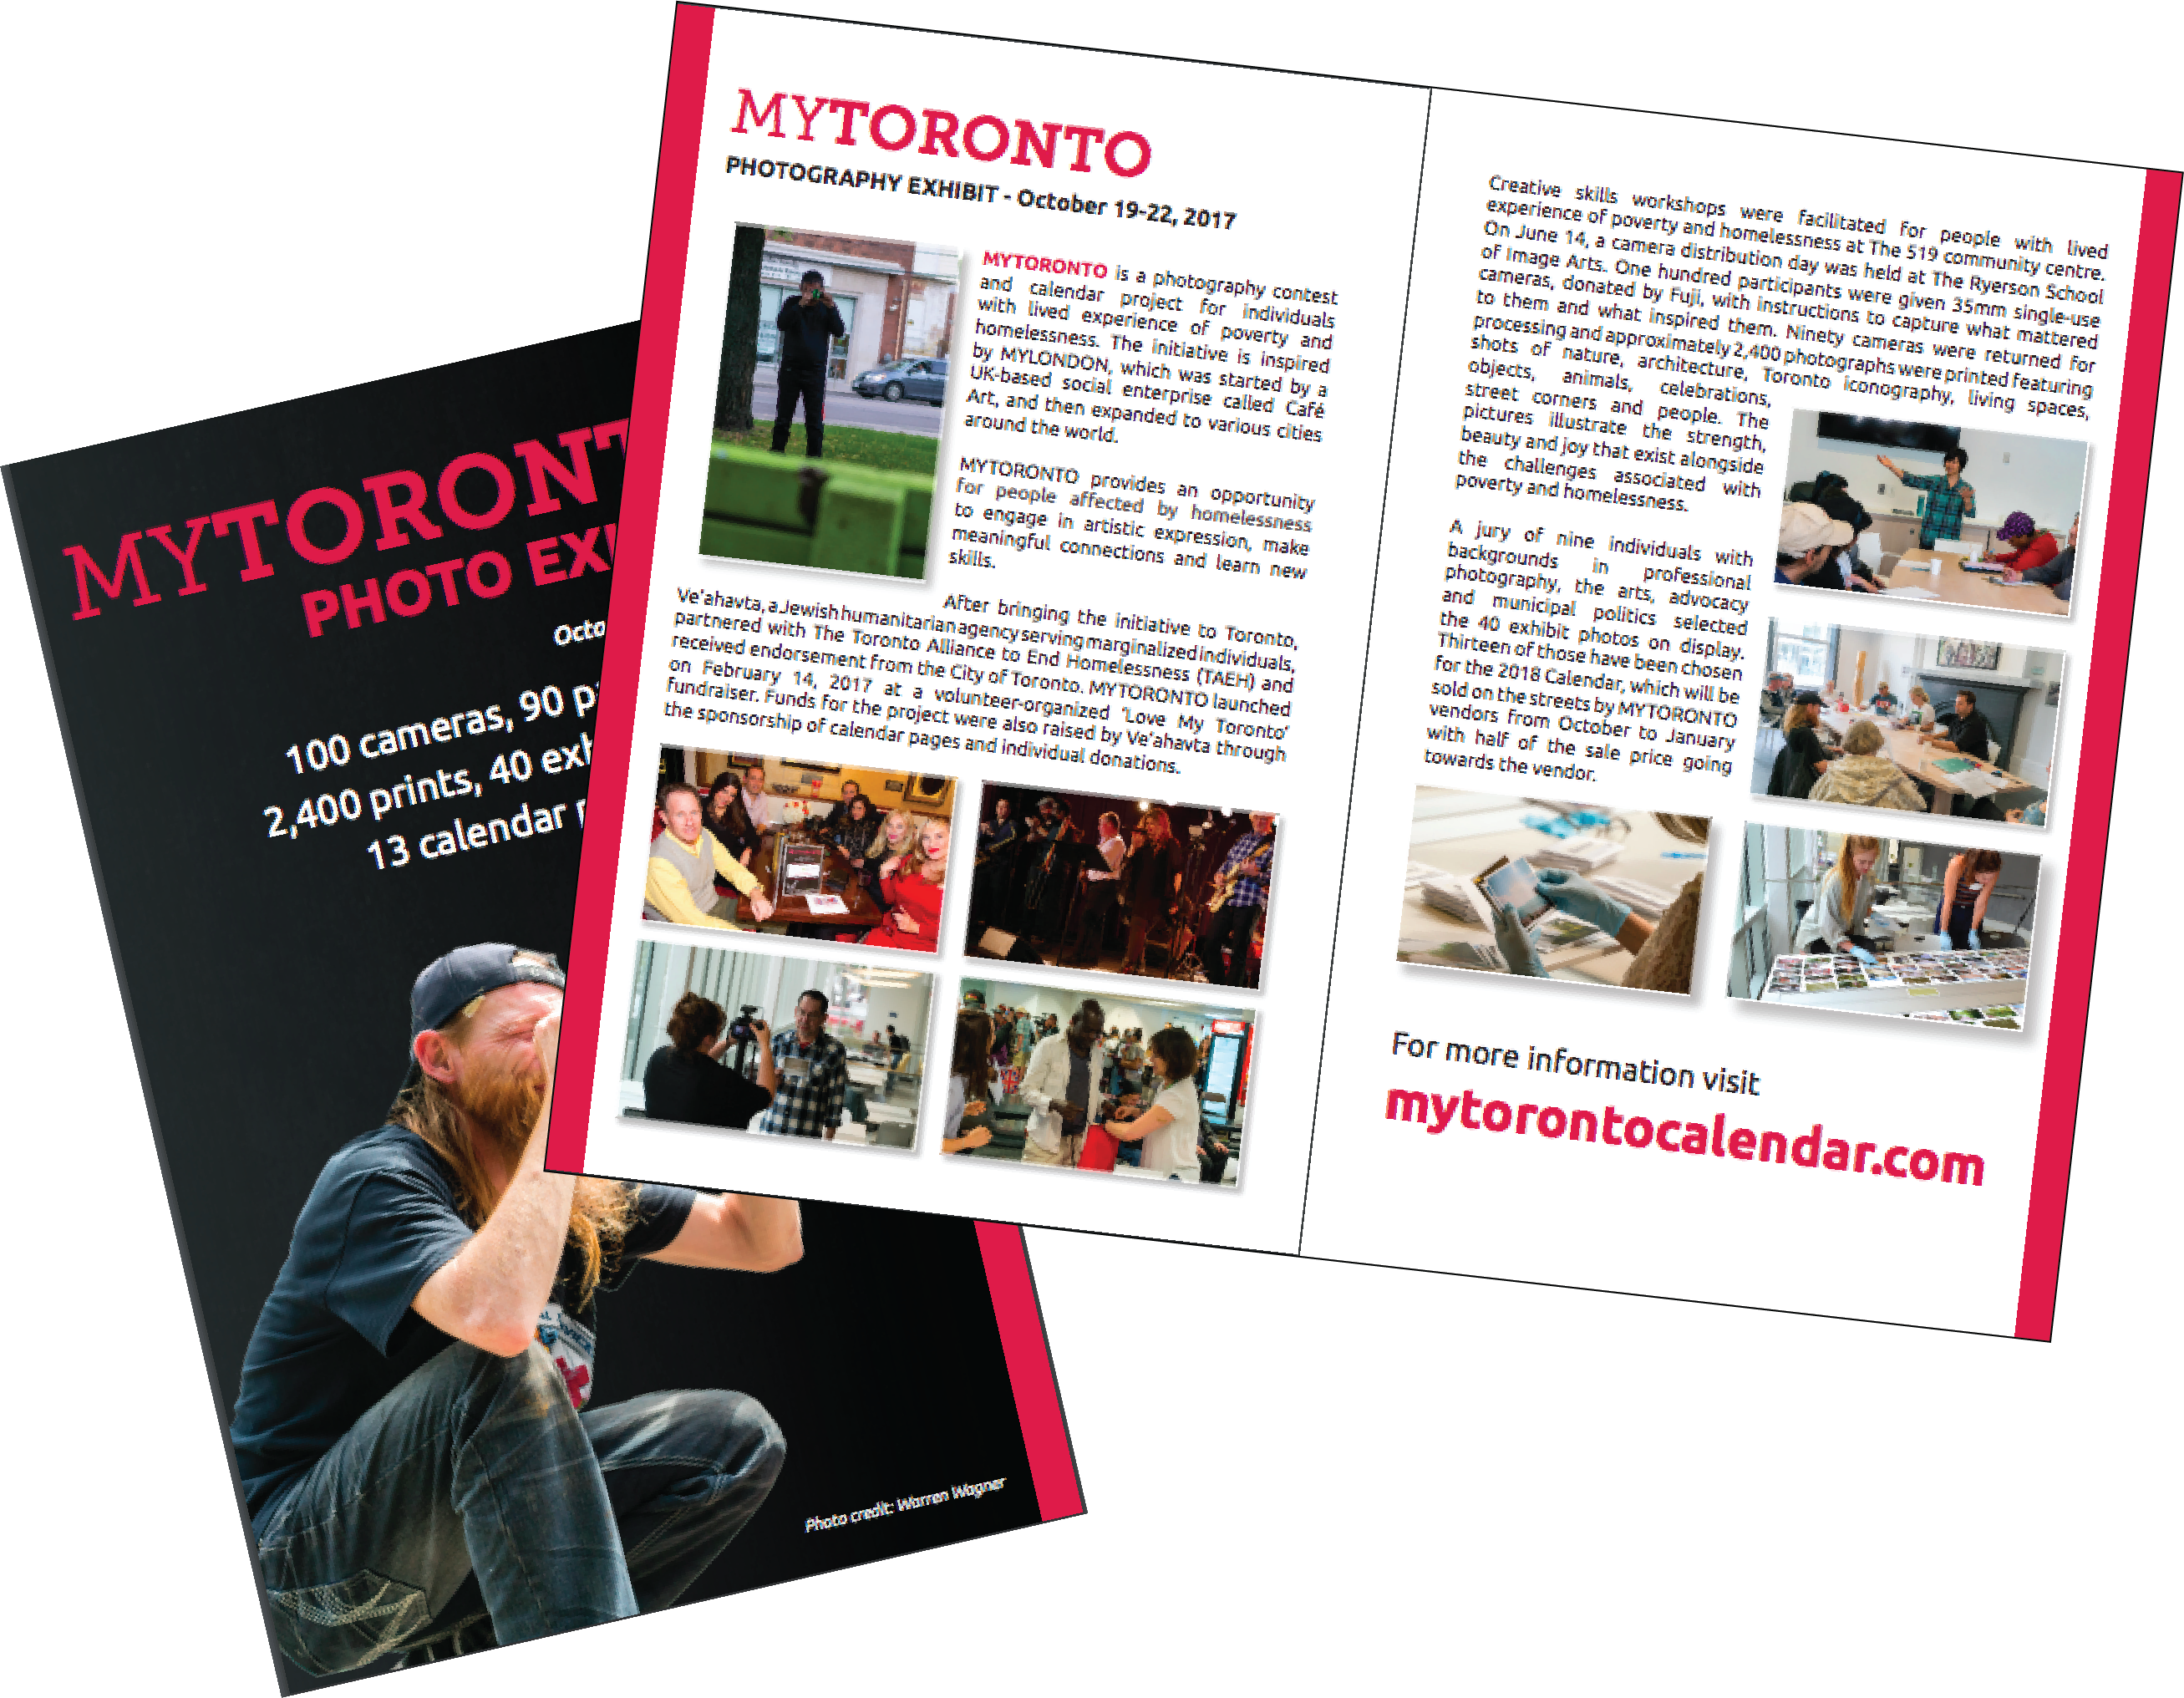 MYTORONT
PHOTO EX
Octo
100 cameras, 90 p
2,400 prints, 40 exh
13 calendar
Photo credit: Warren Wagner
MYTORONTO
PHOTOGRAPHY EXHIBIT - October 19-22, 2017
MYTORONTO is a photography contest
and calendar project for individuals
with lived experience of poverty and
homelessness. The initiative is inspired
by MYLONDON, which was started by a
UK-based social enterprise called Café
Art, and then expanded to various cities
around the world.
MYTORONTO provides an opportunity
for people affected by homelessness
to engage in artistic expression, make
meaningful connections and learn new
skills.
After bringing the initiative to Toronto,
Ve'ahavta, a Jewish humanitarian agency serving marginalized individuals,
partnered with The Toronto Alliance to End Homelessness (TAEH) and
received endorsement from the City of Toronto. MYTORONTO launched
on February 14, 2017 at a volunteer-organized 'Love My Toronto'
fundraiser. Funds for the project were also raised by Ve'ahavta through
the sponsorship of calendar pages and individual donations.
Creative skills workshops were facilitated for people with lived
experience of poverty and homelessness at The 519 community centre.
On June 14, a camera distribution day was held at The Ryerson School
of Image Arts. One hundred participants were given 35mm single-use
cameras, donated by Fuji, with instructions to capture what mattered
to them and what inspired them. Ninety cameras were returned for
processing and approximately 2,400 photographs were printed featuring
shots of nature, architecture, Toronto iconography, living spaces,
objects, animals, celebrations,
street corners and people. The
pictures illustrate the strength,
beauty and joy that exist alongside
the challenges associated with
poverty and homelessness.
A jury of nine individuals with
backgrounds in professional
photography, the arts, advocacy
and municipal politics selected
the 40 exhibit photos on display.
Thirteen of those have been chosen
for the 2018 Calendar, which will be
sold on the streets by MYTORONTO
vendors from October to January
with half of the sale price going
towards the vendor.
For more information visit
mytorontocalendar.com